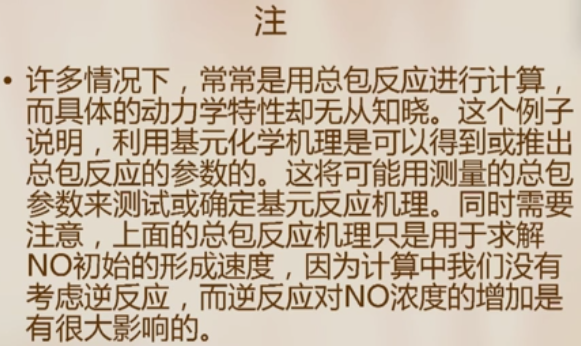 注
• 许多情况下，常常是用总包反应进行计算，
而具体的动力学特性却无从知晓。这个例子
说明，利用基元化学机理是可以得到或推出
总包反应的参数的。这将可能用测量的总包
参数来测试或确定基元反应机理。同时需要
注意，上面的总包反应机理只是用于求解
NO初始的形成速度，因为计算中我们没有
考虑逆反应，而逆反应对NO浓度的增加是
有很大影响的。